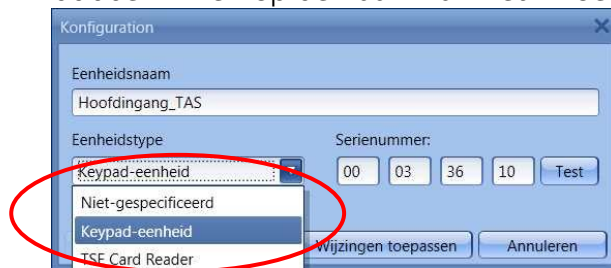 Konfiguration
Eenheidsnaam
Hoofdingang_TAS
Eenheidstype Serienummer:
Keypad-eenheid 00 03 36 10 Test
Niet-gespecificeerd
Keypad-eenheid
TSE Card Reader
Wijzingen toepassen Annuleren